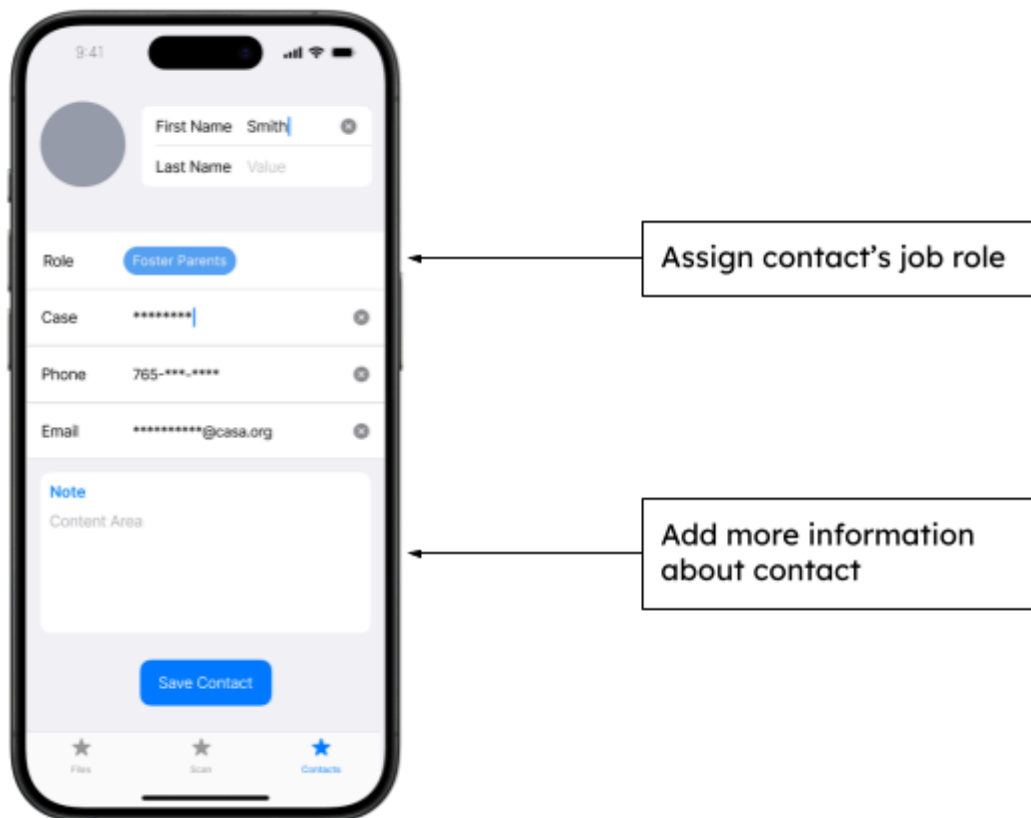 9:41
First Name Smith
Last Name Value
Role Foster Parents
Assign contact's job role
Case ********
Phone 765-***-****
Email **********@casa.org
Note
Content Area
Add more information
about contact
Save Contact
Files Scan Contacts